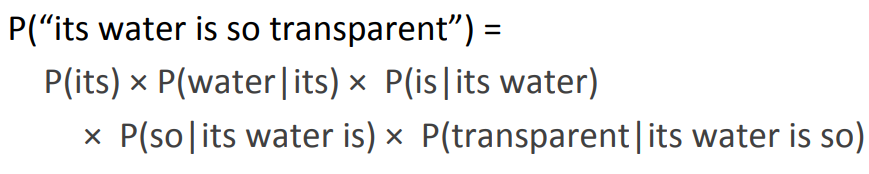 P(“its water is so transparent”) =
P(its) × P(water|its) × P(is|its water)
× P(so|its water is) × P(transparent|its water is so)